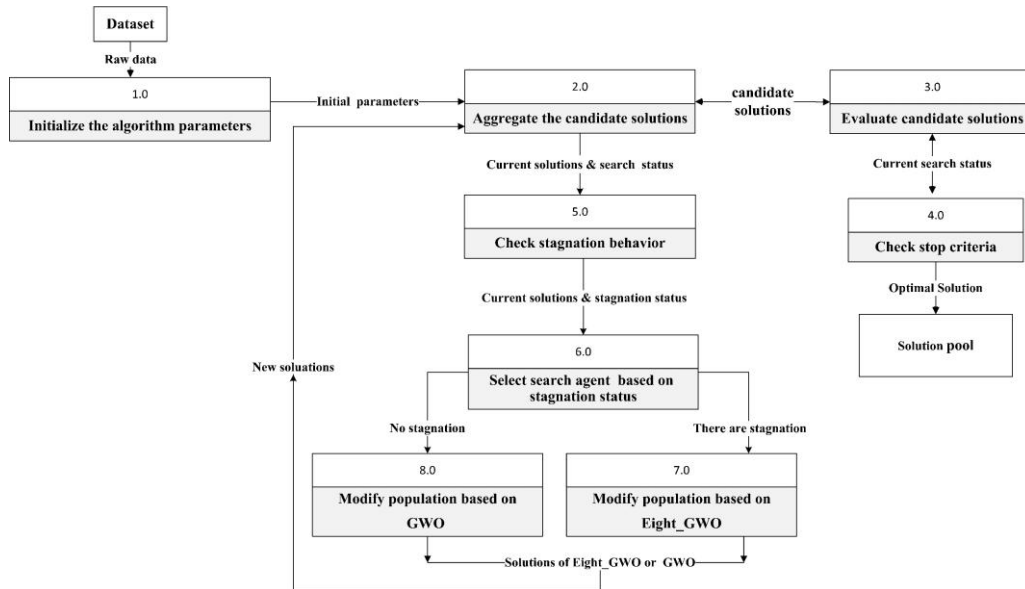 Dataset
Raw data
1.0
Initialize the algorithm parameters
Initial parameters
2.0
Aggregate the candidate solutions
candidate
solutions
3.0
Evaluate candidate solutions
Current solutions & search status
Current search status
5.0
Check stagnation behavior
4.0
Check stop criteria
Optimal Solution
Current solutions & stagnation status
Solution pool
6.0
Select search agent based on
stagnation status
New soluations
No stagnation
There are stagnation
8.0
Modify population based on
GWO
7.0
Modify population based on
Eight_GWO
Solutions of Eight_GWO or GWO